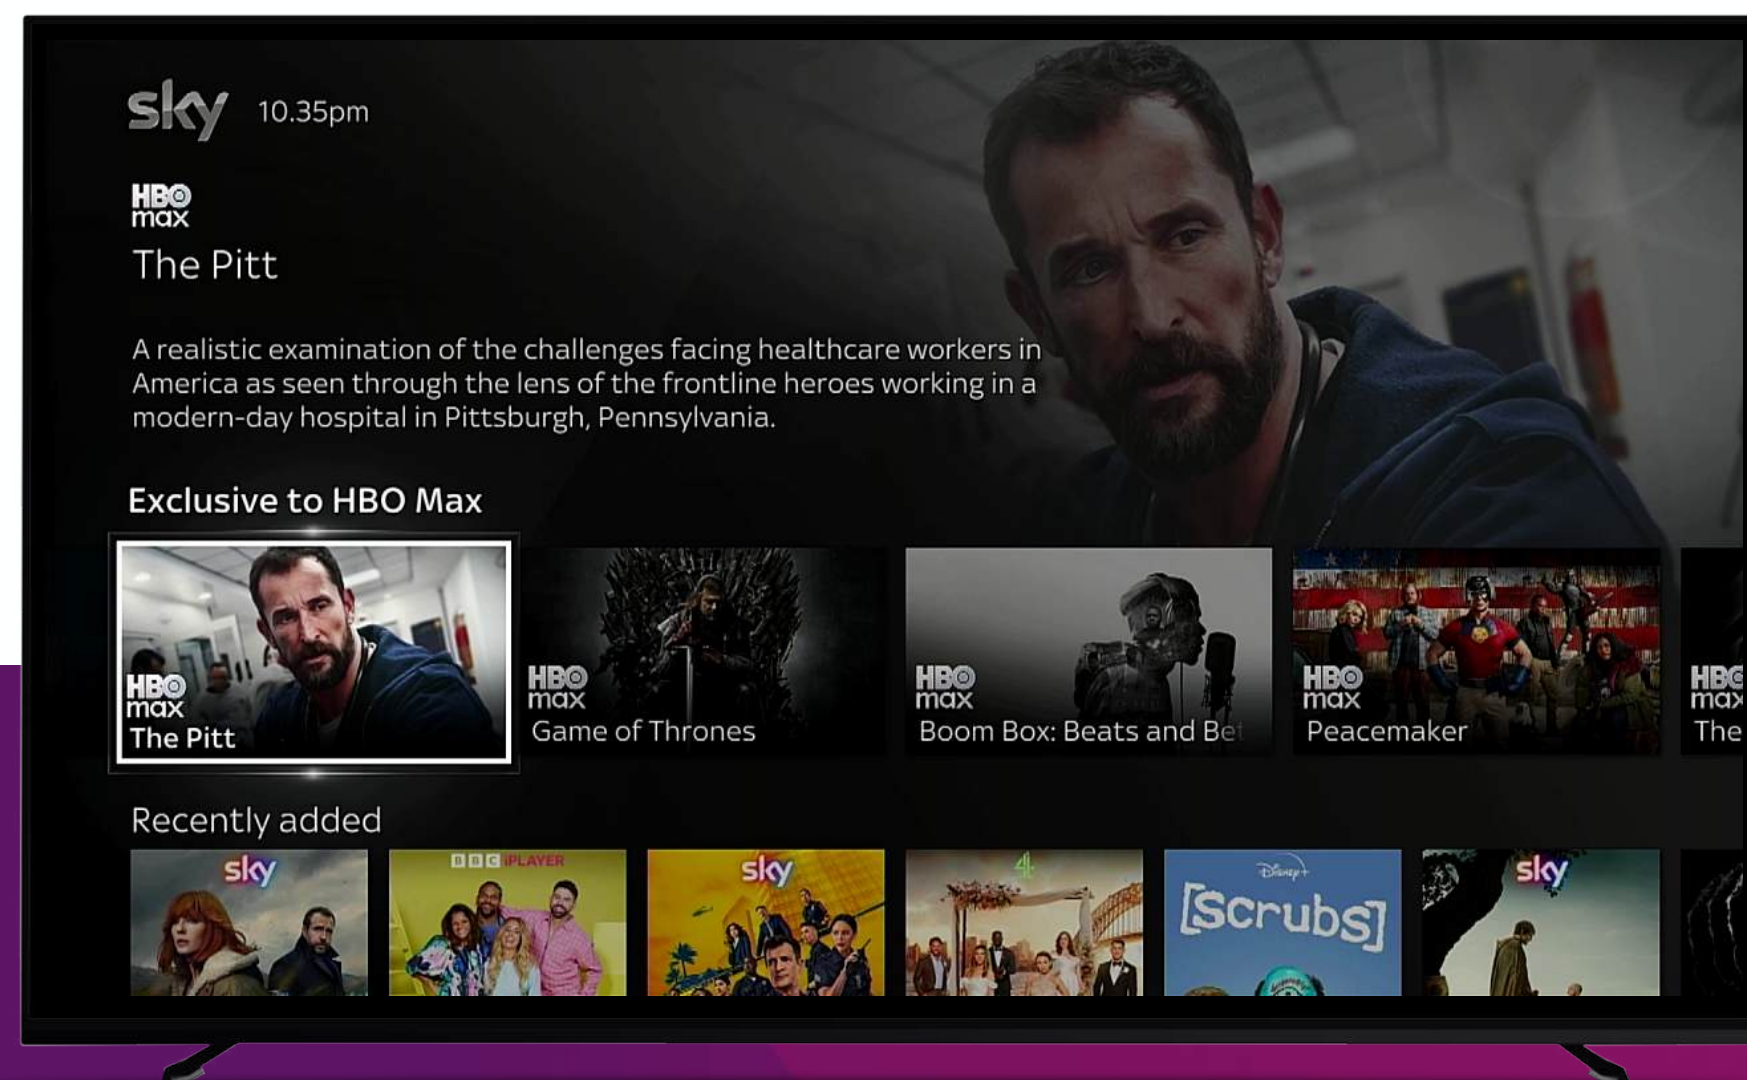 sky 10.35pm
HBO
max
The Pitt
A realistic examination of the challenges facing healthcare workers in
America as seen through the lens of the frontline heroes working in a
modern-day hospital in Pittsburgh, Pennsylvania.
Exclusive to HBO Max
HBO
max
The Pitt
HBO
max
Game of Thrones
HBO
max
Boom Box: Beats and Bet
HBO
max
Peacemaker
HBO
max
The
Recently added
sky
BBC iPLAYER
sky
4
Disney+
[scrubs]
sky